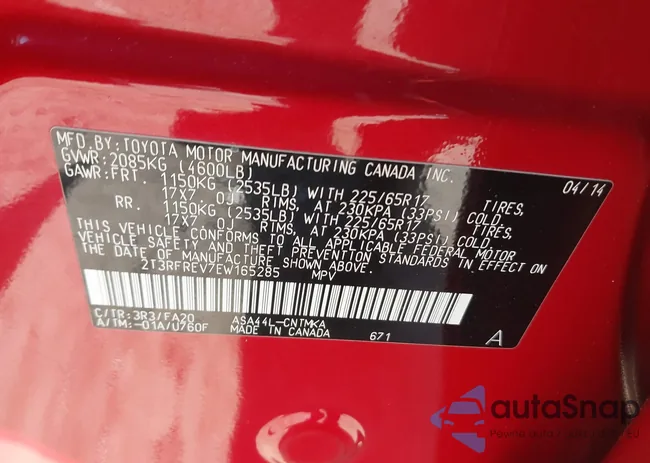 MFD. BY: TOYOTA MOTOR MANUFACTURING CANADA INC.
GVWR: 2085KG (4600LB) 04/14
GAWR: FRT. 1150KG (2535LB) WITH 225/65R17 TIRES,
17X7 0J RIMS, AT 230KPA (33PSI) COLD.
RR. 1150KG (2535LB) WITH 225/65R17 TIRES,
17X7 0J RIMS, AT 230KPA (33PSI) COLD.
THIS VEHICLE CONFORMS TO ALL APPLICABLE FEDERAL MOTOR
VEHICLE SAFETY AND THEFT PREVENTION STANDARDS IN EFFECT ON
THE DATE OF MANUFACTURE SHOWN ABOVE.
2T3RFREV7EW165285 MPV
C/TR: 3R3/FA20 ASA44L-CNTMKA
A/TM:-01A/U760F MADE IN CANADA 671 A
autaSnap